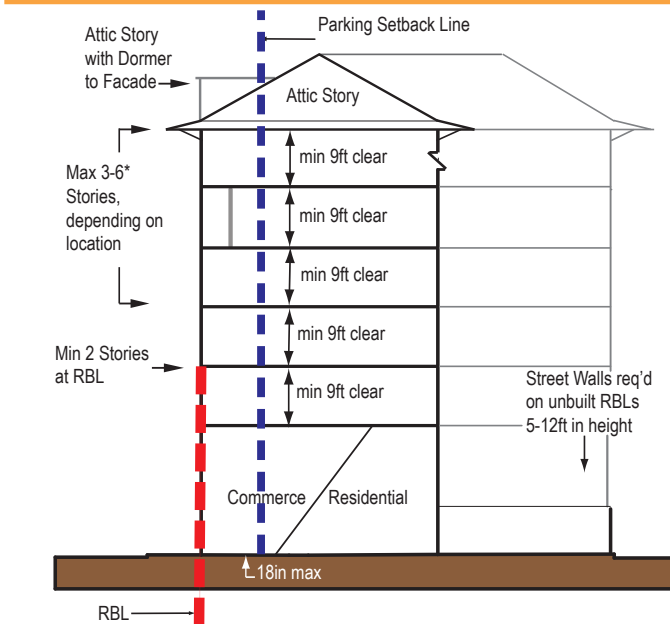 Parking Setback Line
Attic Story
with Dormer
to Facade
Attic Story
min 9ft clear
Max 3-6*
Stories,
depending on
location
min 9ft clear
min 9ft clear
min 9ft clear
Min 2 Stories
at RBL
min 9ft clear
Street Walls req'd
on unbuilt RBLs
5-12ft in height
Commerce
Residential
18in max
RBL